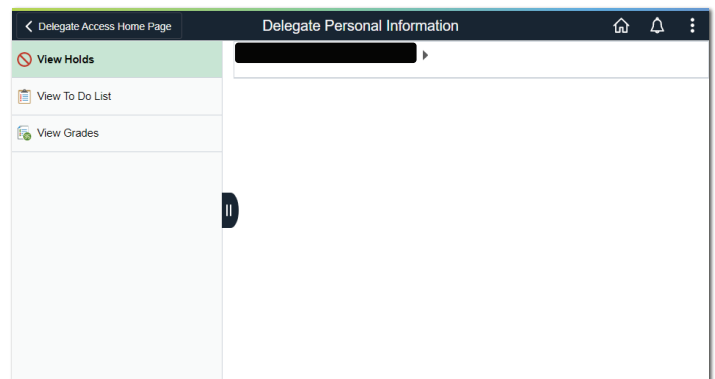 Delegate Access Home Page
Delegate Personal Information
View Holds
View To Do List
View Grades